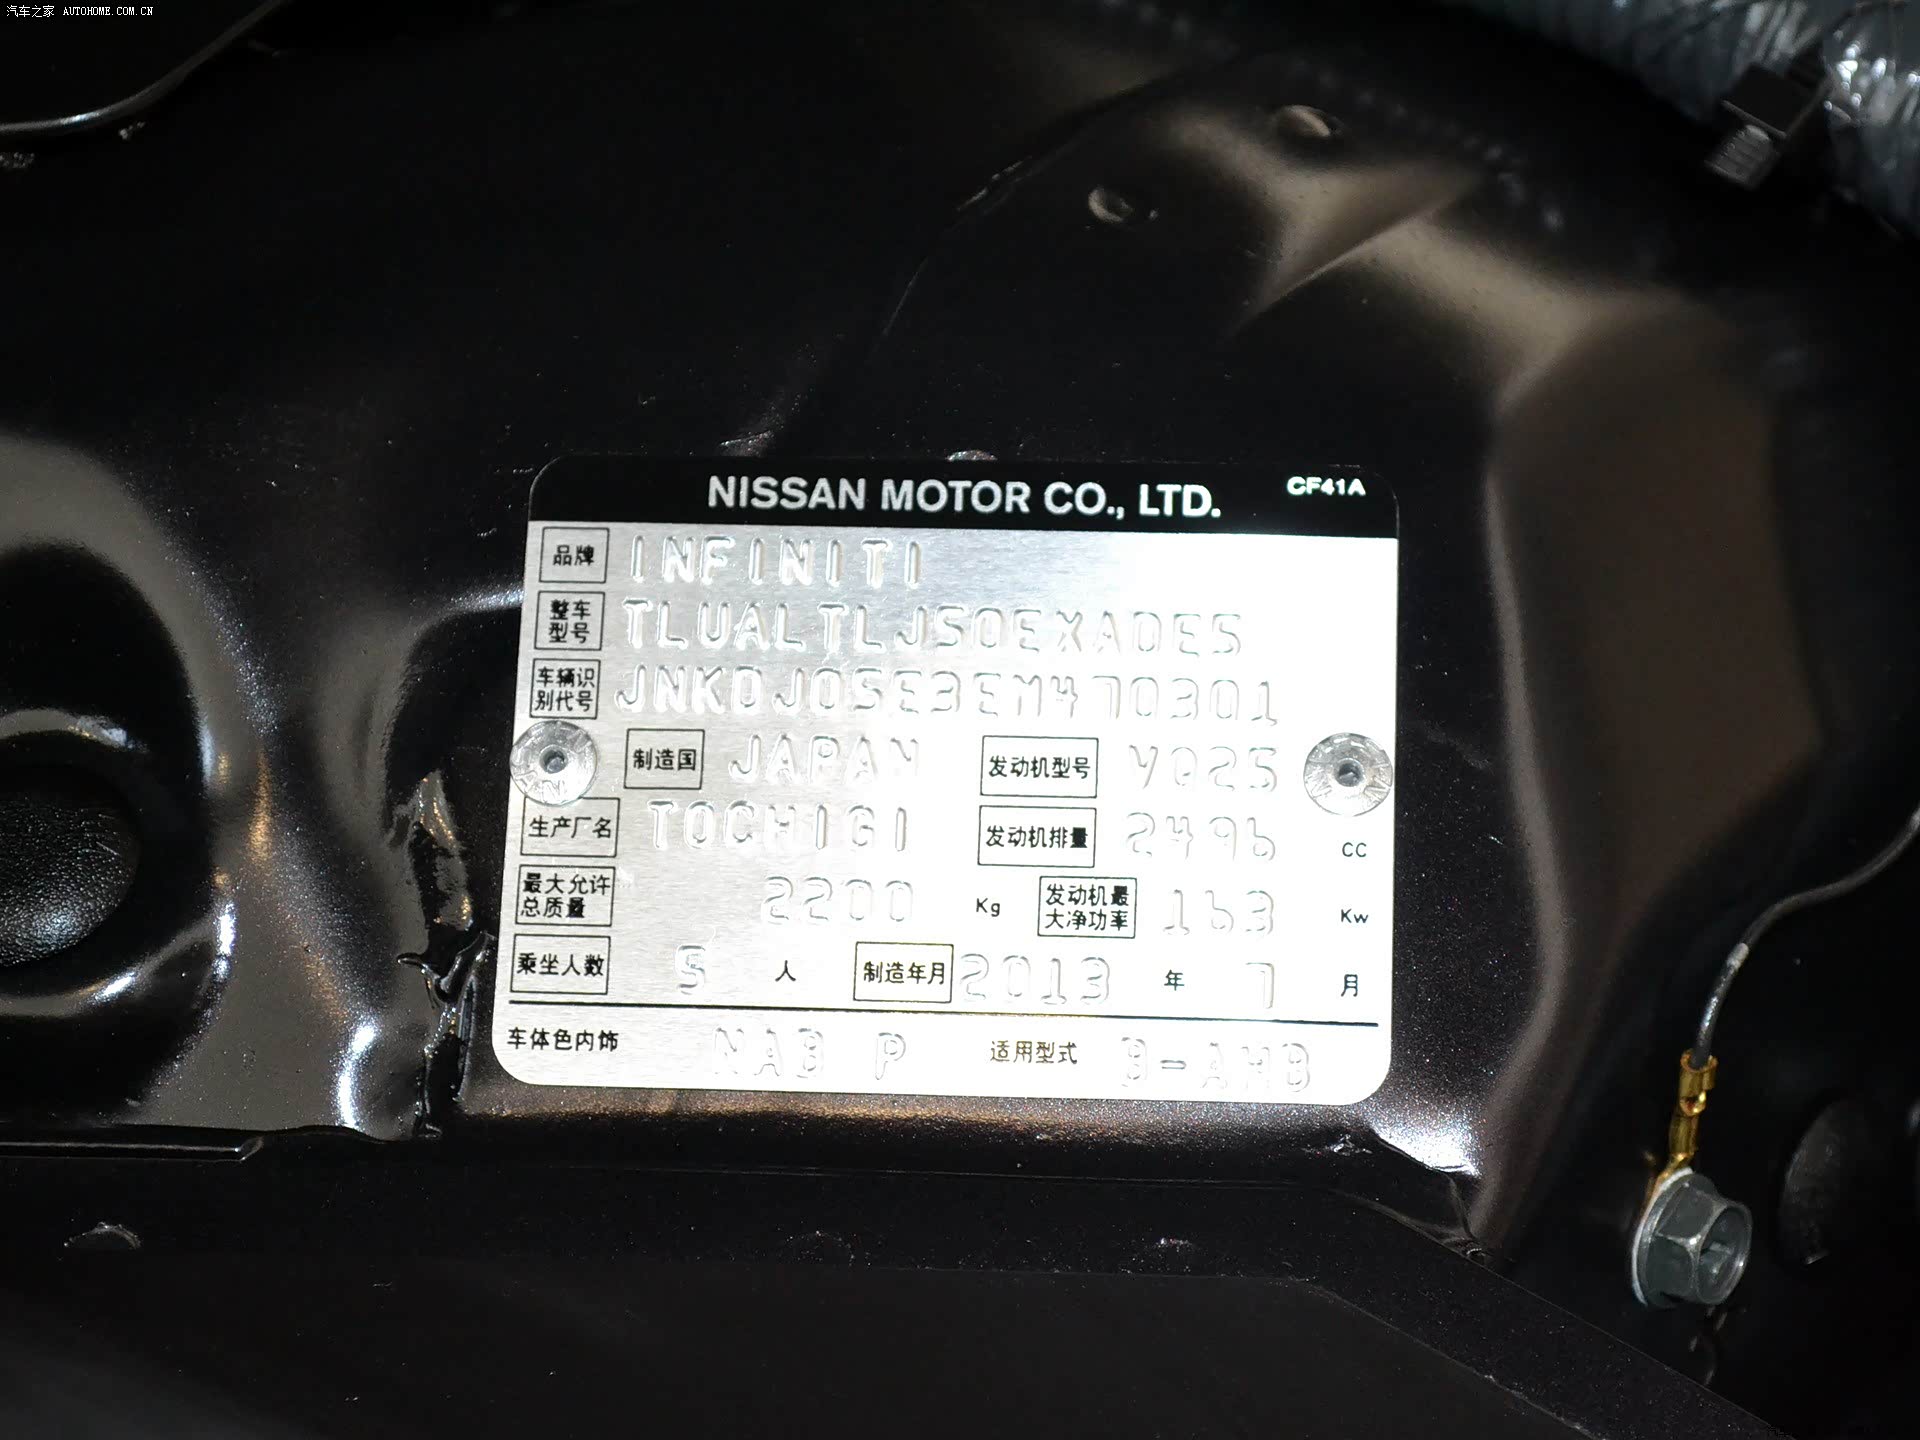 汽车之家 AUTOHOME.COM.CN
NISSAN MOTOR CO., LTD. CF41A
品牌 INFINITI
整车型号 TLUALTLJS0EXADE5
车辆识别代号 JNK0J0SE3EM470301
制造国 JAPAN 发动机型号 VQ25
生产厂名 TOCHIGI 发动机排量 2496 CC
最大允许总质量 2200 Kg 发动机最大净功率 163 Kw
乘坐人数 5 人 制造年月 2013 年 7 月
车体色内饰 NAB P 适用型式 B-AHB